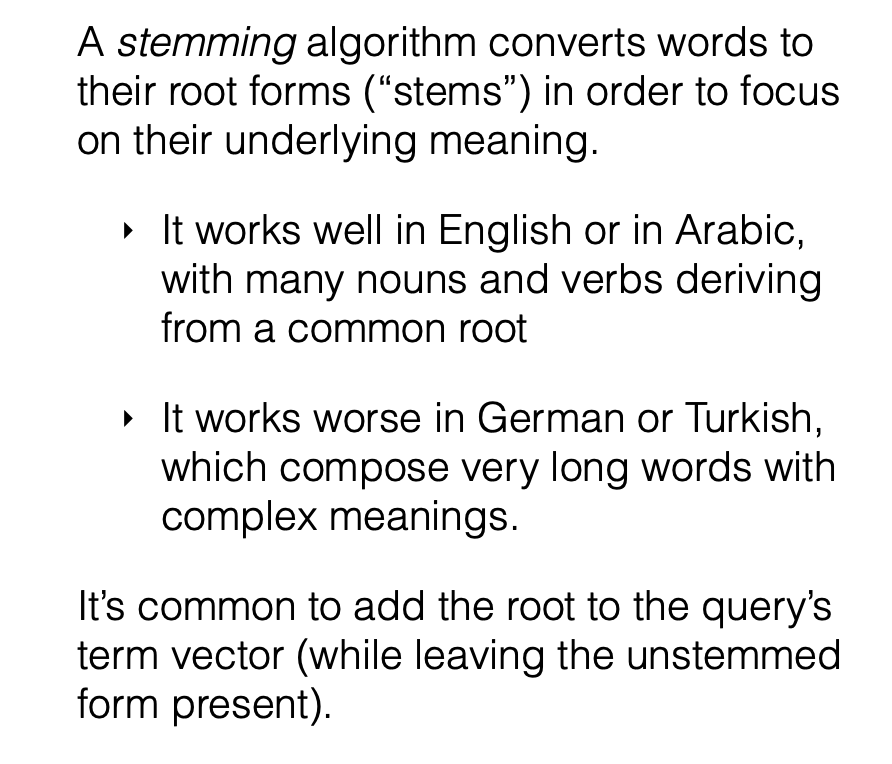 A stemming algorithm converts words to
their root forms (“stems”) in order to focus
on their underlying meaning.
‣ It works well in English or in Arabic,
with many nouns and verbs deriving
from a common root
‣ It works worse in German or Turkish,
which compose very long words with
complex meanings.
It’s common to add the root to the query’s
term vector (while leaving the unstemmed
form present).